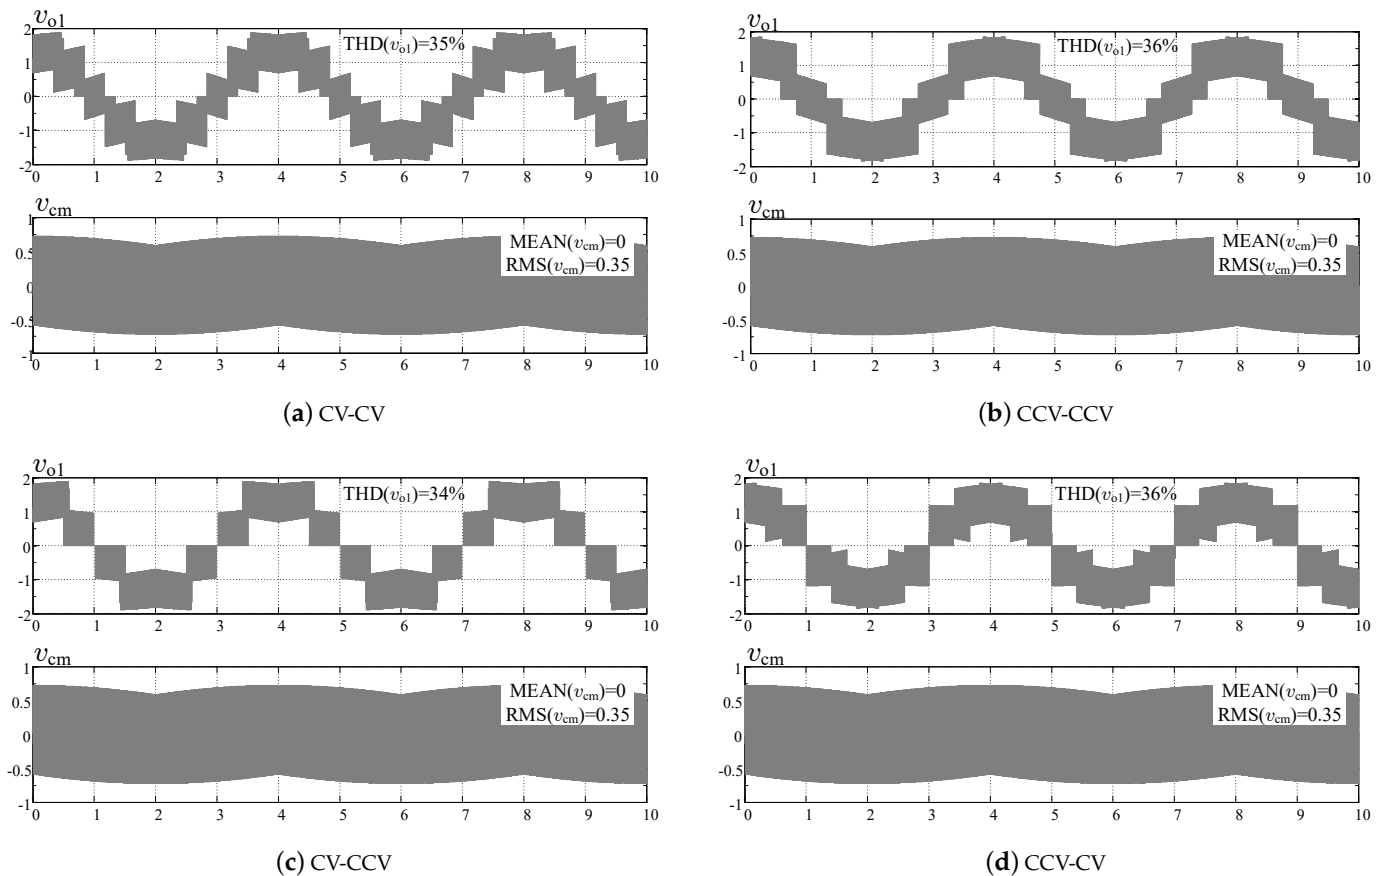 v_o1
THD(v_o1)=35%
2
1
0
-1
-2
0 1 2 3 4 5 6 7 8 9 10
v_cm
MEAN(v_cm)=0
RMS(v_cm)=0.35
1
0.5
0
-0.5
-1
0 1 2 3 4 5 6 7 8 9 10
(a) CV-CV
v_o1
THD(v_o1)=36%
2
1
0
-1
-2
0 1 2 3 4 5 6 7 8 9 10
v_cm
MEAN(v_cm)=0
RMS(v_cm)=0.35
1
0.5
0
-0.5
-1
0 1 2 3 4 5 6 7 8 9 10
(b) CCV-CCV
v_o1
THD(v_o1)=34%
2
1
0
-1
-2
0 1 2 3 4 5 6 7 8 9 10
v_cm
MEAN(v_cm)=0
RMS(v_cm)=0.35
1
0.5
0
-0.5
-1
0 1 2 3 4 5 6 7 8 9 10
(c) CV-CCV
v_o1
THD(v_o1)=36%
2
1
0
-1
-2
0 1 2 3 4 5 6 7 8 9 10
v_cm
MEAN(v_cm)=0
RMS(v_cm)=0.35
1
0.5
0
-0.5
-1
0 1 2 3 4 5 6 7 8 9 10
(d) CCV-CV